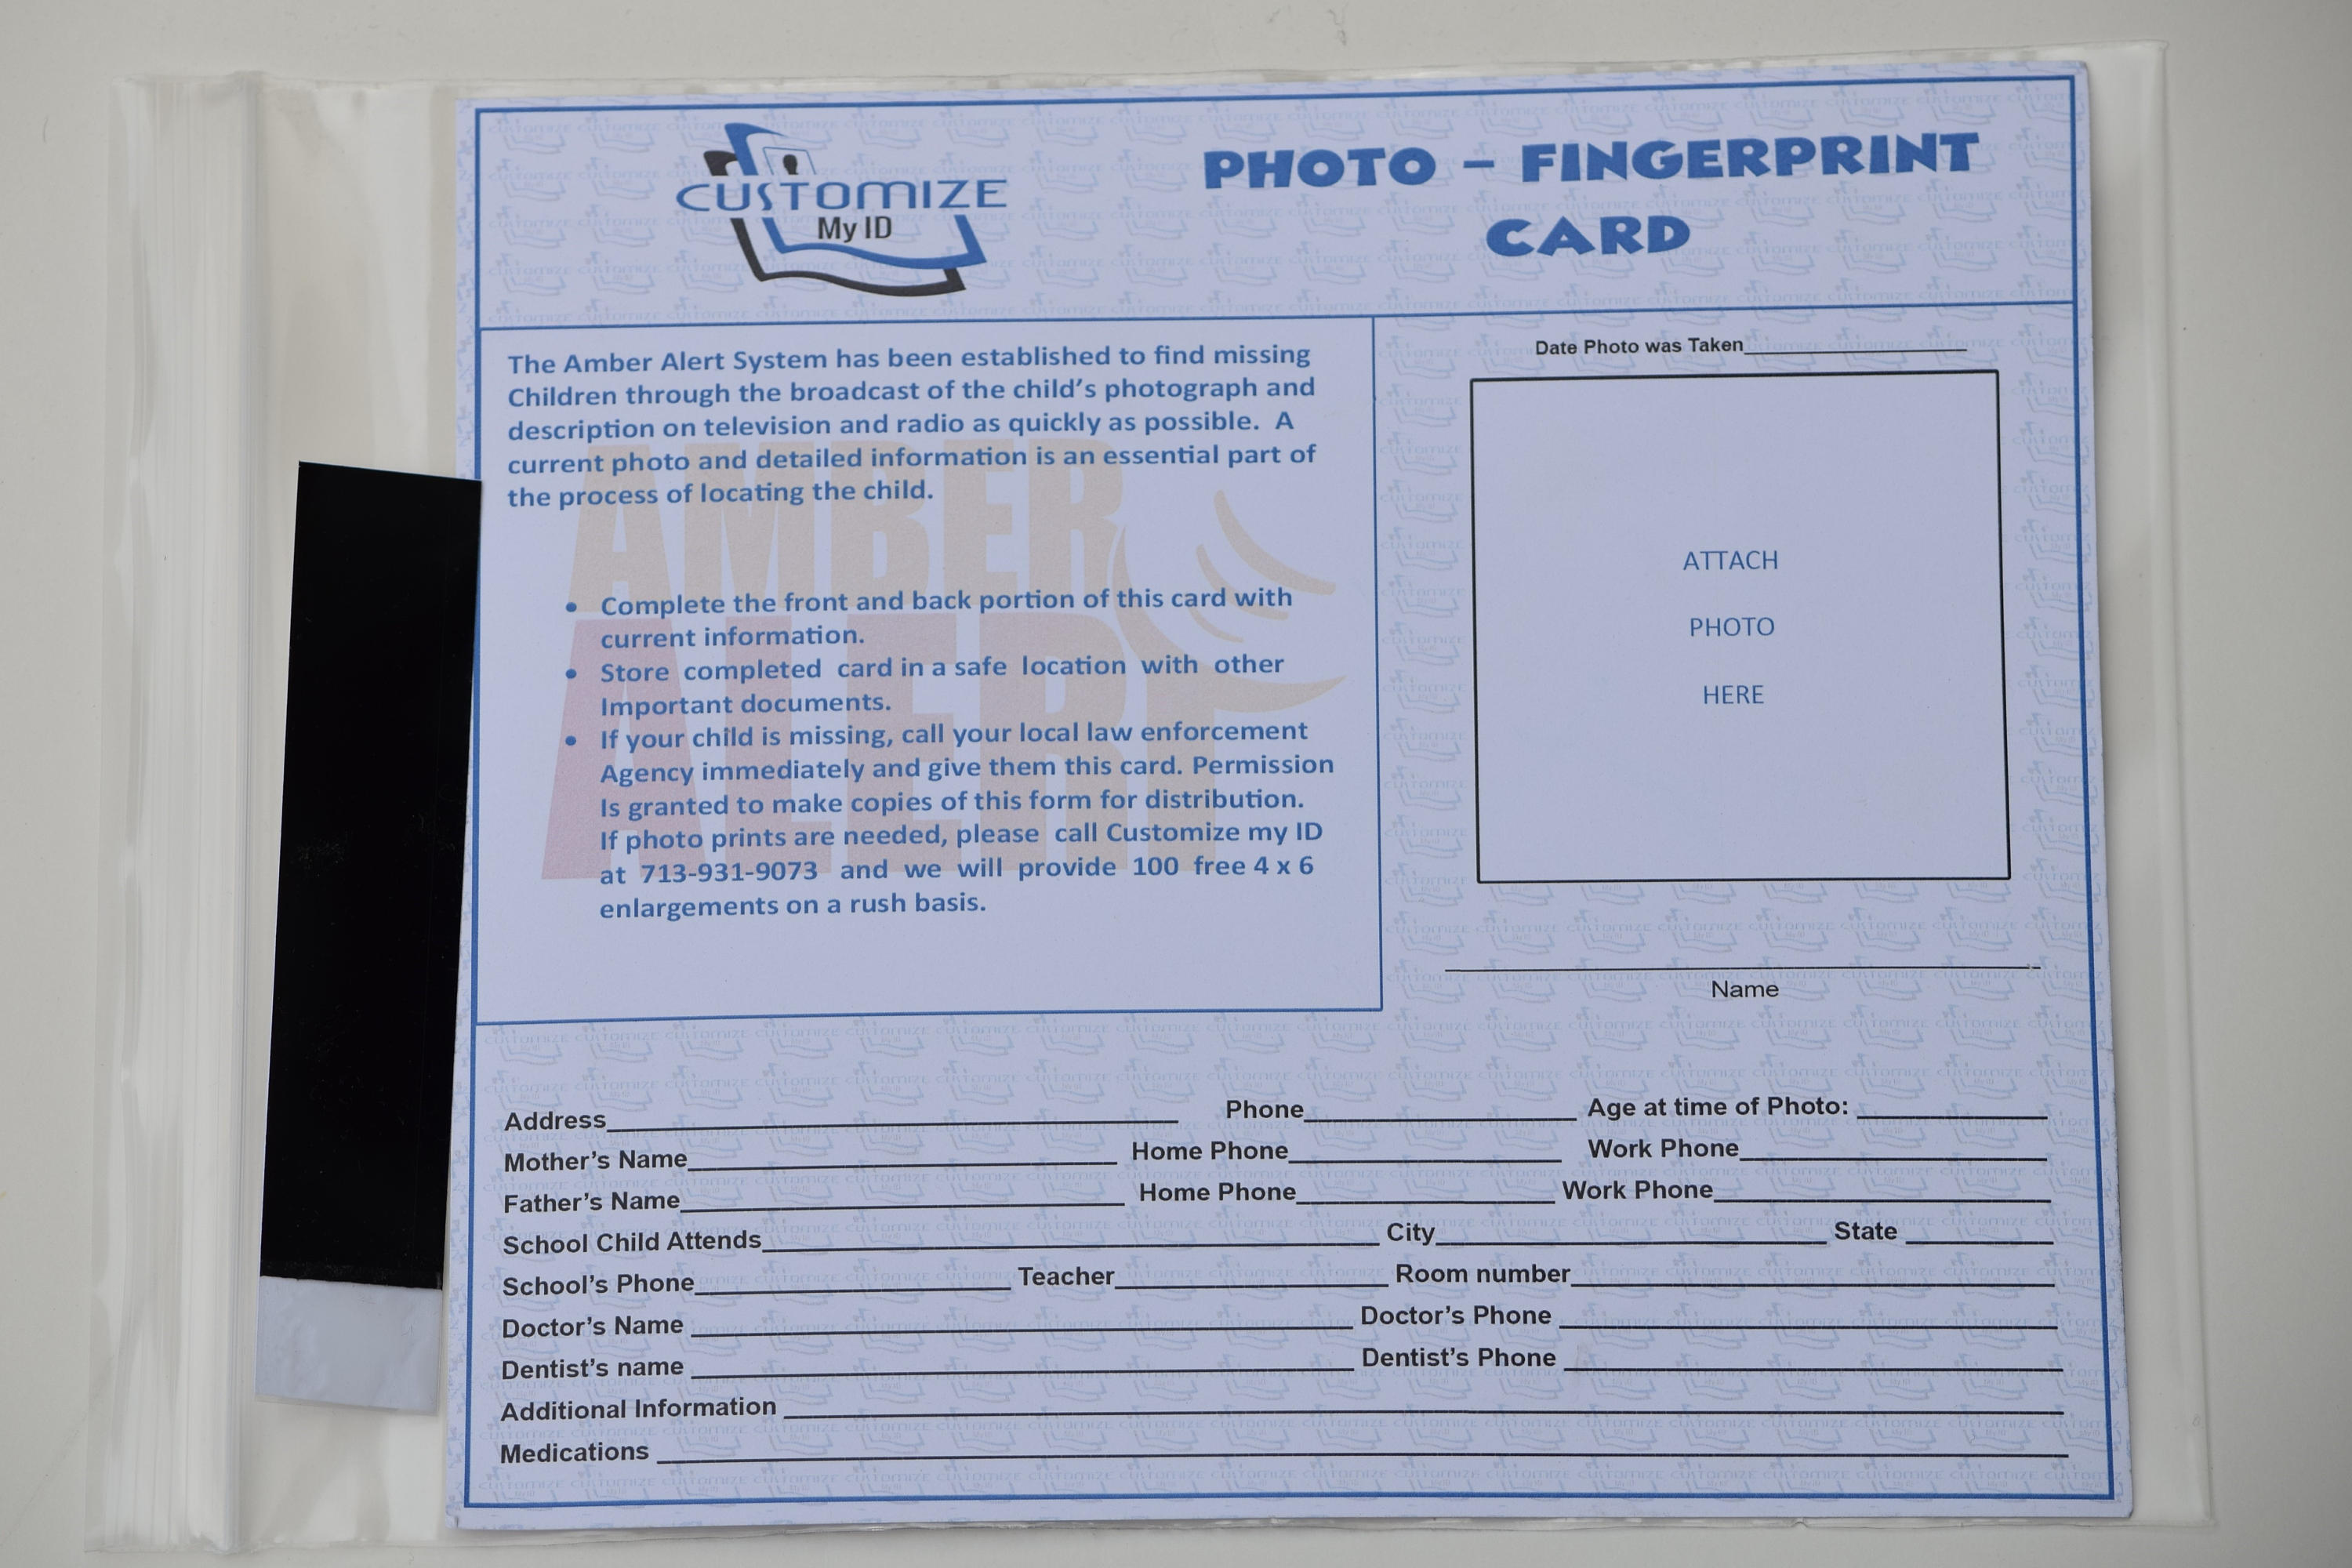 CUSTOMIZE
My ID
PHOTO – FINGERPRINT
CARD
The Amber Alert System has been established to find missing
Children through the broadcast of the child's photograph and
description on television and radio as quickly as possible.  A
current photo and detailed information is an essential part of
the process of locating the child.
AMBER
ALERT
• Complete the front and back portion of this card with
current information.
• Store completed card in a safe location with other
Important documents.
• If your child is missing, call your local law enforcement
Agency immediately and give them this card. Permission
Is granted to make copies of this form for distribution.
If photo prints are needed, please call Customize my ID
at 713-931-9073 and we will provide 100 free 4 x 6
enlargements on a rush basis.
Date Photo was Taken
ATTACH
PHOTO
HERE
Name
Address Phone Age at time of Photo:
Mother's Name Home Phone Work Phone
Father's Name Home Phone Work Phone
School Child Attends City State
School's Phone Teacher Room number
Doctor's Name Doctor's Phone
Dentist's name Dentist's Phone
Additional Information
Medications